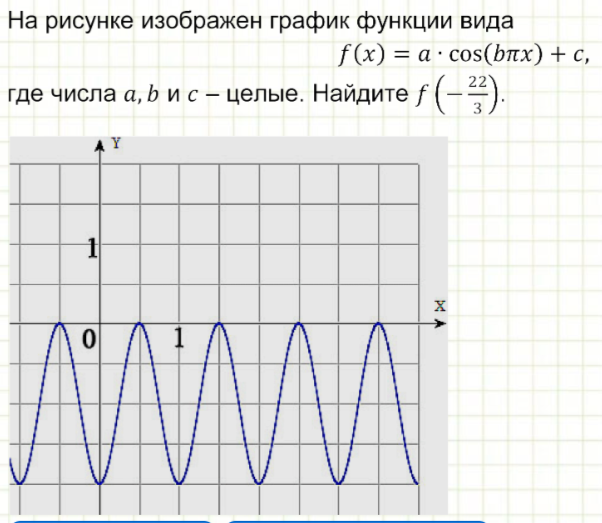 На рисунке изображен график функции вида
f(x) = a · cos(bπx) + c,
где числа a, b и c – целые. Найдите f(−22/3).
Y
1
X
0 1